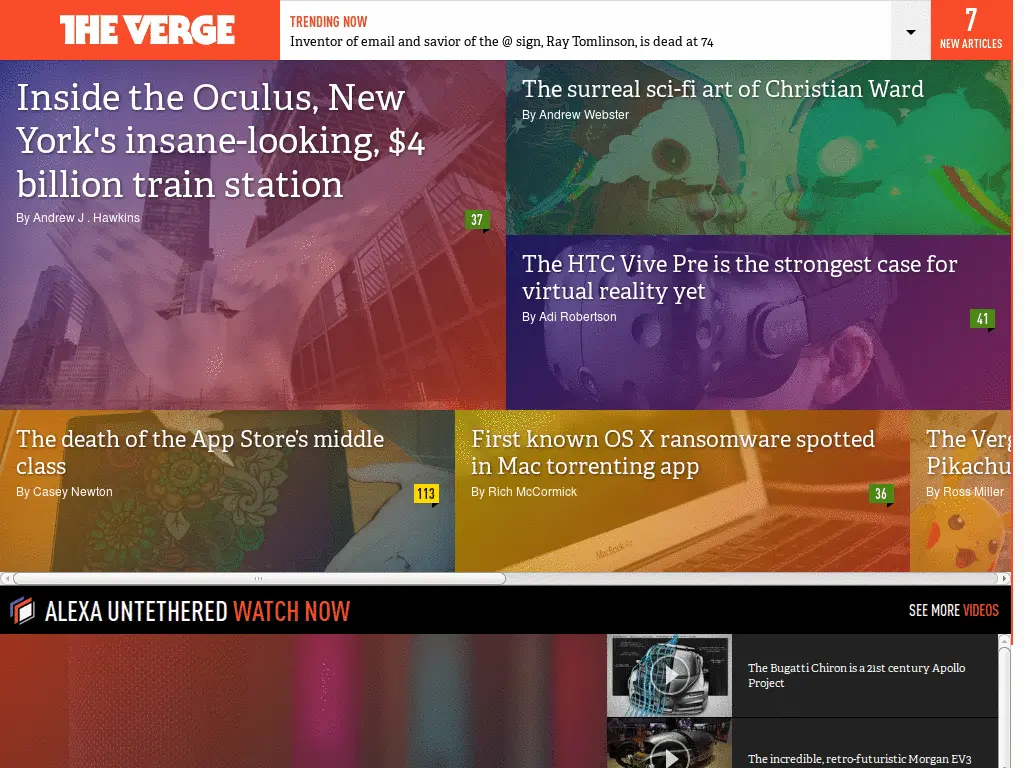 THE VERGE
TRENDING NOW
Inventor of email and savior of the @ sign, Ray Tomlinson, is dead at 74
7
NEW ARTICLES
Inside the Oculus, New
York's insane-looking, $4
billion train station
By Andrew J . Hawkins
37
The surreal sci-fi art of Christian Ward
By Andrew Webster
The HTC Vive Pre is the strongest case for
virtual reality yet
By Adi Robertson
41
The death of the App Store’s middle
class
By Casey Newton
113
First known OS X ransomware spotted
in Mac torrenting app
By Rich McCormick
36
MacBook Air
The Verg
Pikachu
By Ross Miller
ALEXA UNTETHERED WATCH NOW
SEE MORE VIDEOS
The Bugatti Chiron is a 21st century Apollo
Project
The incredible, retro-futuristic Morgan EV3